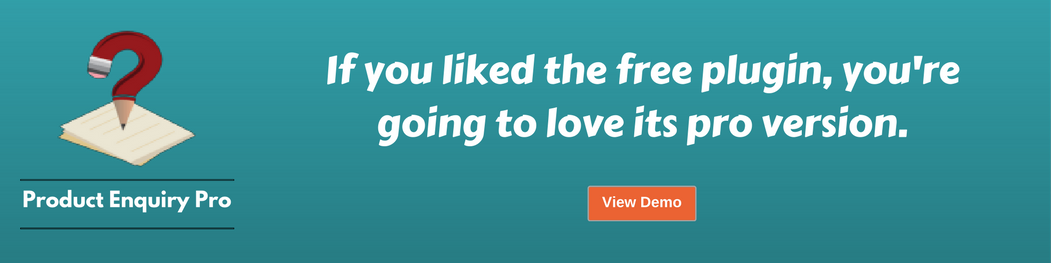 If you liked the free plugin, you're
going to love its pro version.
Product Enquiry Pro
View Demo